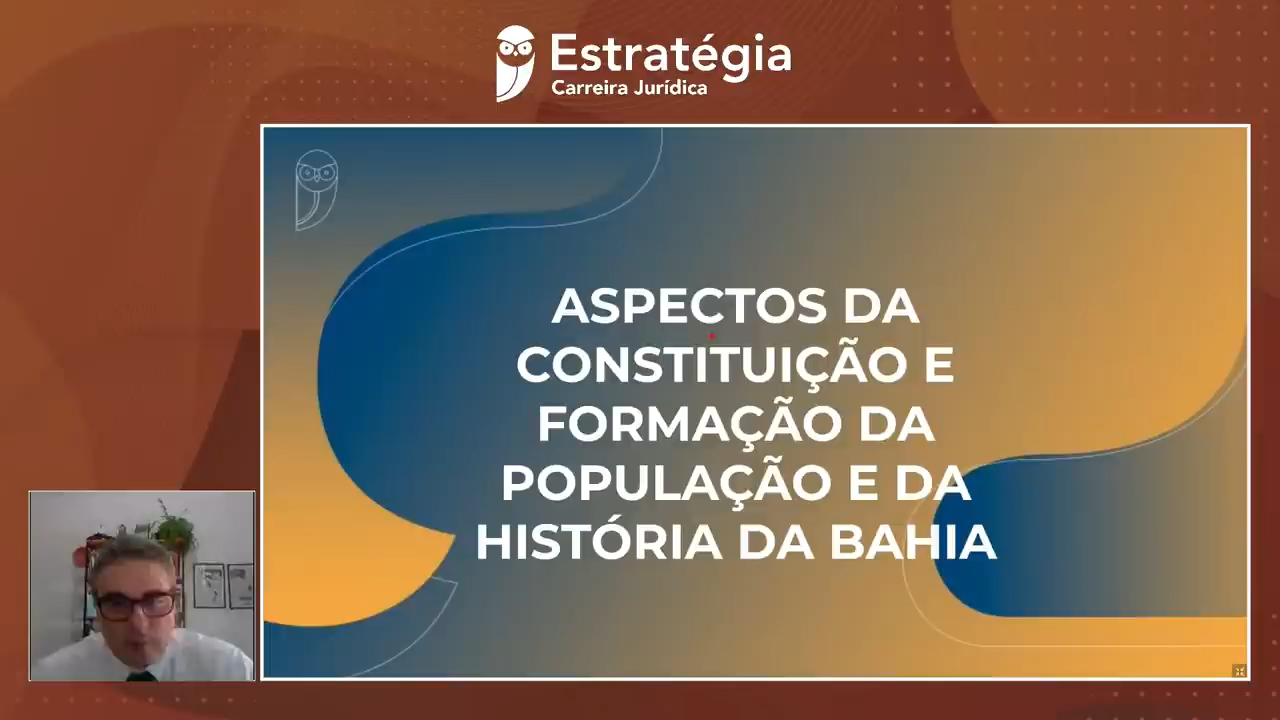 Estratégia
Carreira Jurídica
ASPECTOS DA
CONSTITUIÇÃO E
FORMAÇÃO DA
POPULAÇÃO E DA
HISTÓRIA DA BAHIA